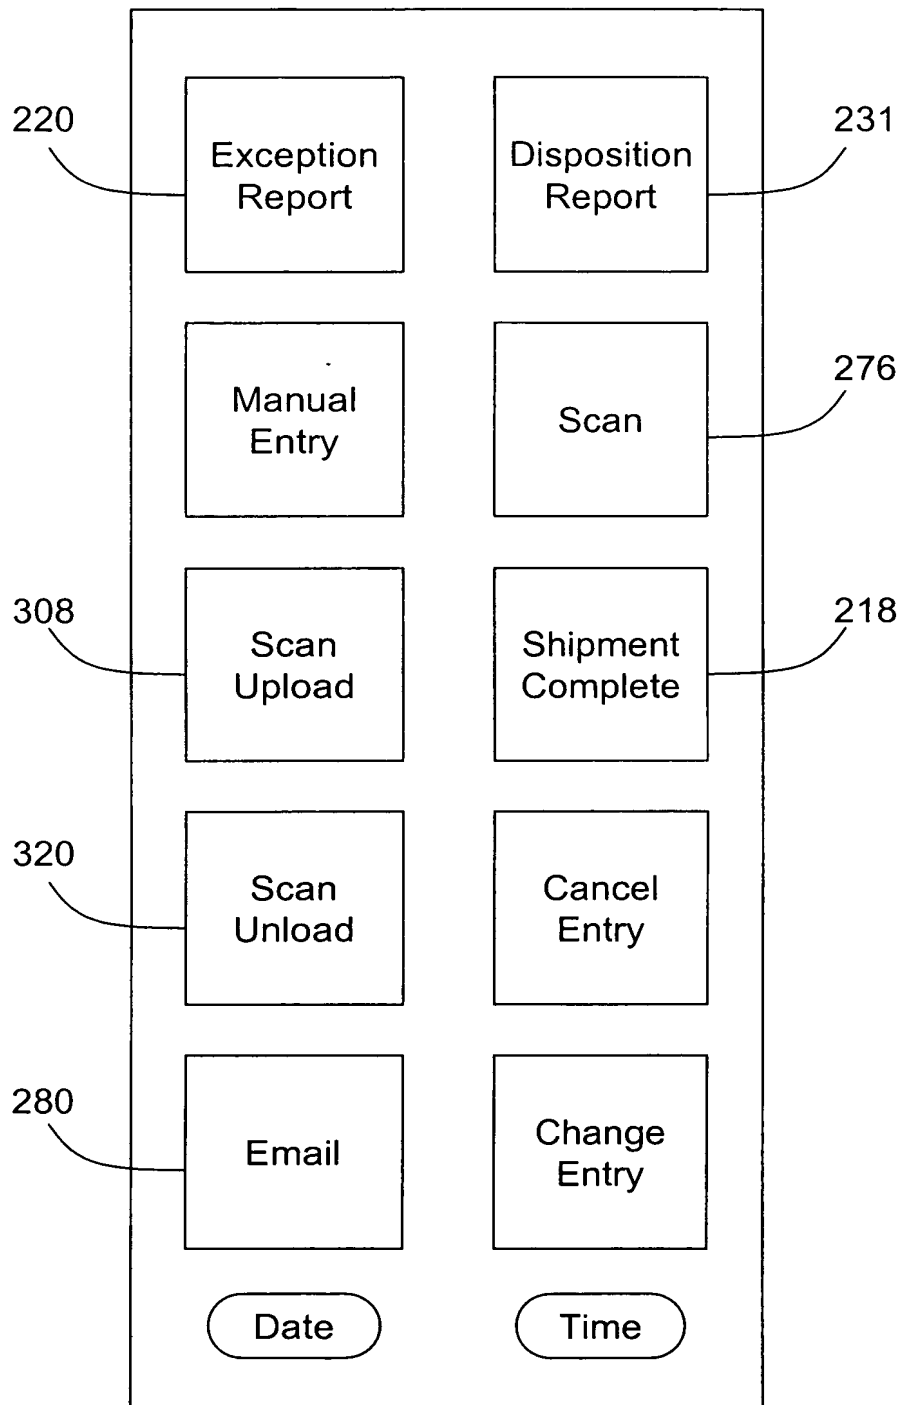 220
Exception
Report
Disposition
Report
231
Manual
Entry
Scan
276
308
Scan
Upload
Shipment
Complete
218
320
Scan
Unload
Cancel
Entry
280
Email
Change
Entry
Date
Time